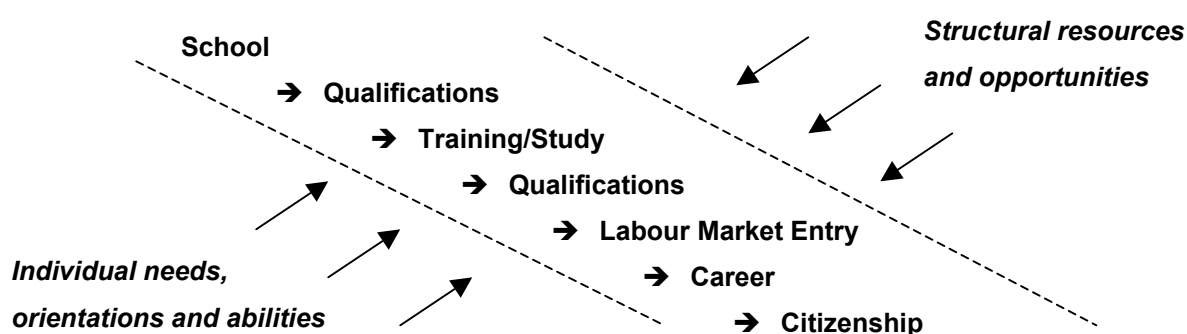 School
Structural resources
and opportunities
➔ Qualifications
➔ Training/Study
➔ Qualifications
➔ Labour Market Entry
Individual needs,
orientations and abilities
➔ Career
➔ Citizenship